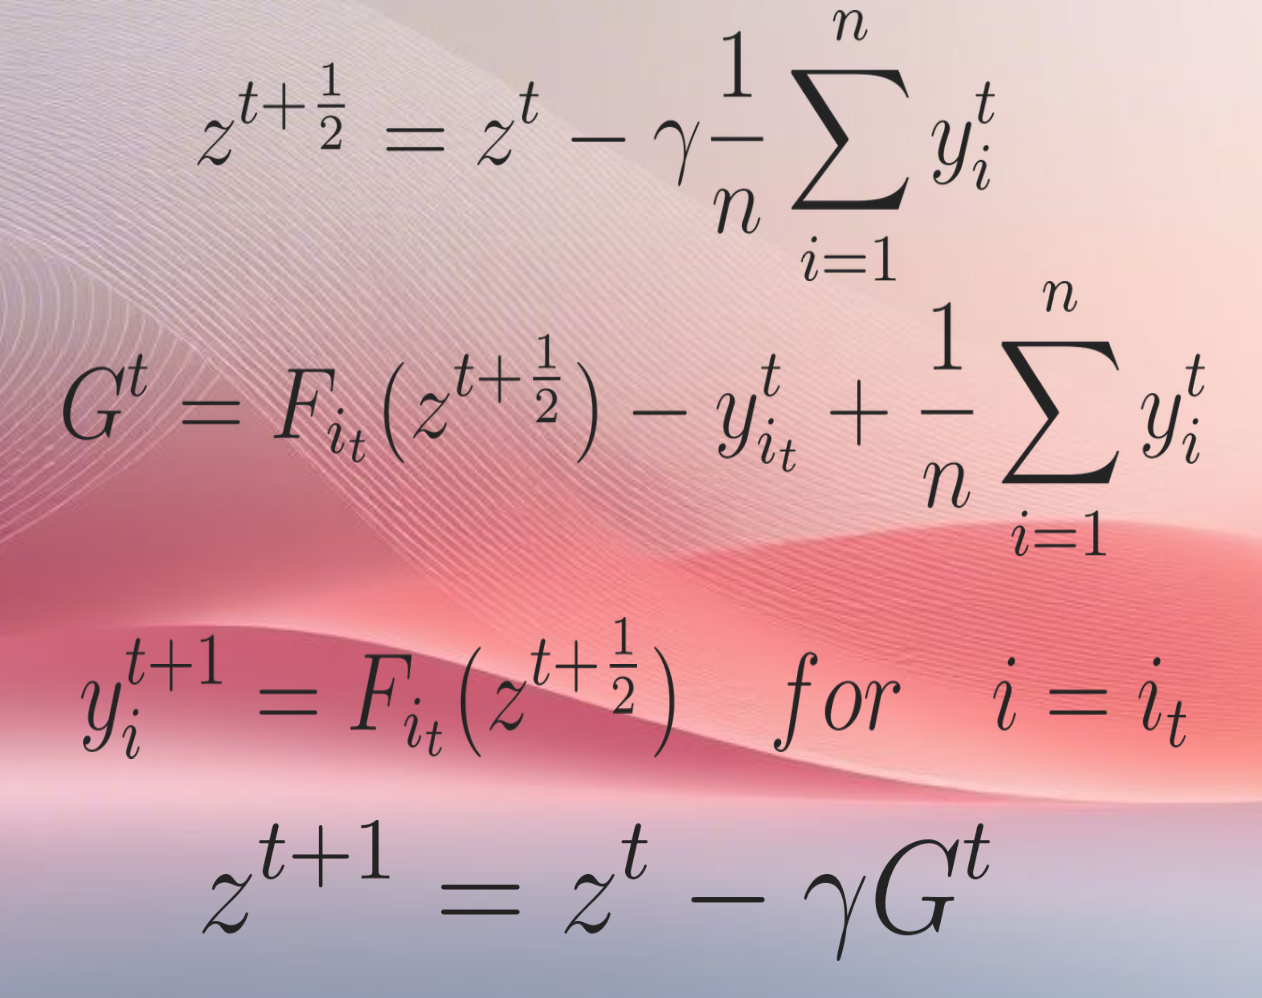 $z^{t+\frac{1}{2}} = z^t - \gamma \frac{1}{n} \sum_{i=1}^{n} y_i^t$
$G^t = F_{i_t}(z^{t+\frac{1}{2}}) - y_{i_t}^t + \frac{1}{n} \sum_{i=1}^{n} y_i^t$
$y_i^{t+1} = F_{i_t}(z^{t+\frac{1}{2}}) \quad for \quad i = i_t$
$z^{t+1} = z^t - \gamma G^t$